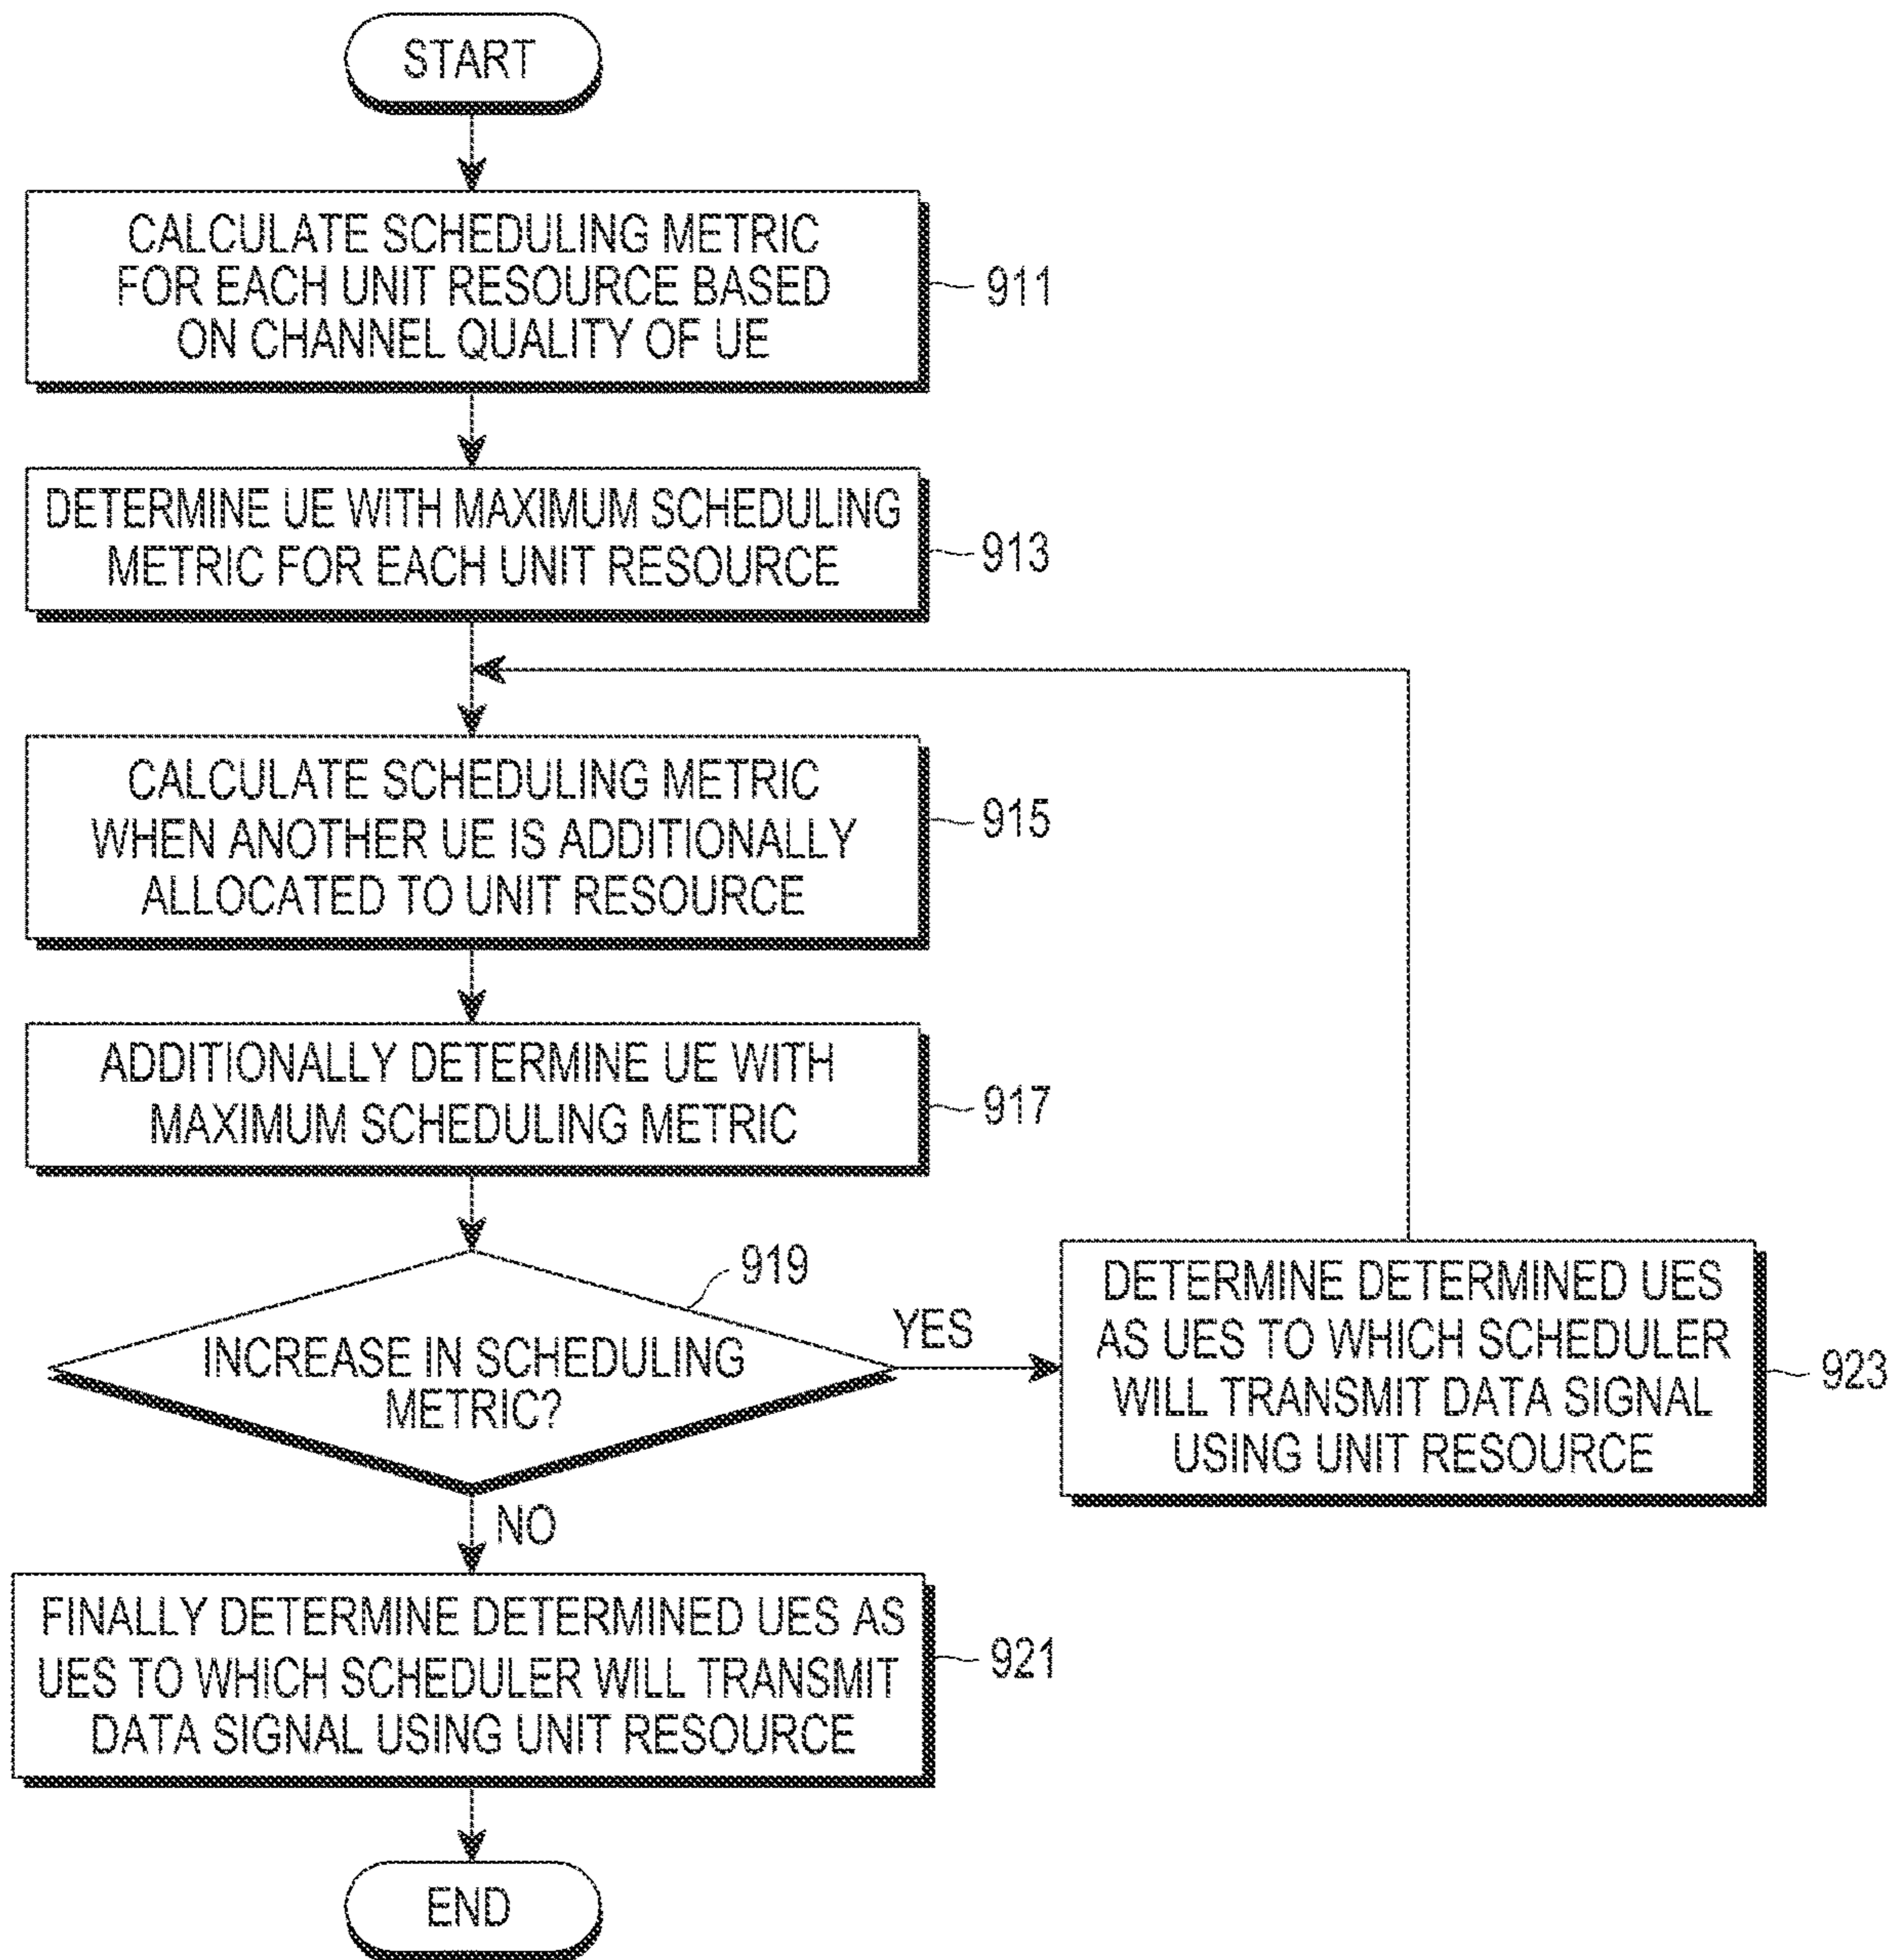 START
CALCULATE SCHEDULING METRIC
FOR EACH UNIT RESOURCE BASED
ON CHANNEL QUALITY OF UE
911
DETERMINE UE WITH MAXIMUM SCHEDULING
METRIC FOR EACH UNIT RESOURCE
913
CALCULATE SCHEDULING METRIC
WHEN ANOTHER UE IS ADDITIONALLY
ALLOCATED TO UNIT RESOURCE
915
ADDITIONALLY DETERMINE UE WITH
MAXIMUM SCHEDULING METRIC
917
919
INCREASE IN SCHEDULING
METRIC?
YES
DETERMINE DETERMINED UES
AS UES TO WHICH SCHEDULER
WILL TRANSMIT DATA SIGNAL
USING UNIT RESOURCE
923
NO
FINALLY DETERMINE DETERMINED UES AS
UES TO WHICH SCHEDULER WILL TRANSMIT
DATA SIGNAL USING UNIT RESOURCE
921
END